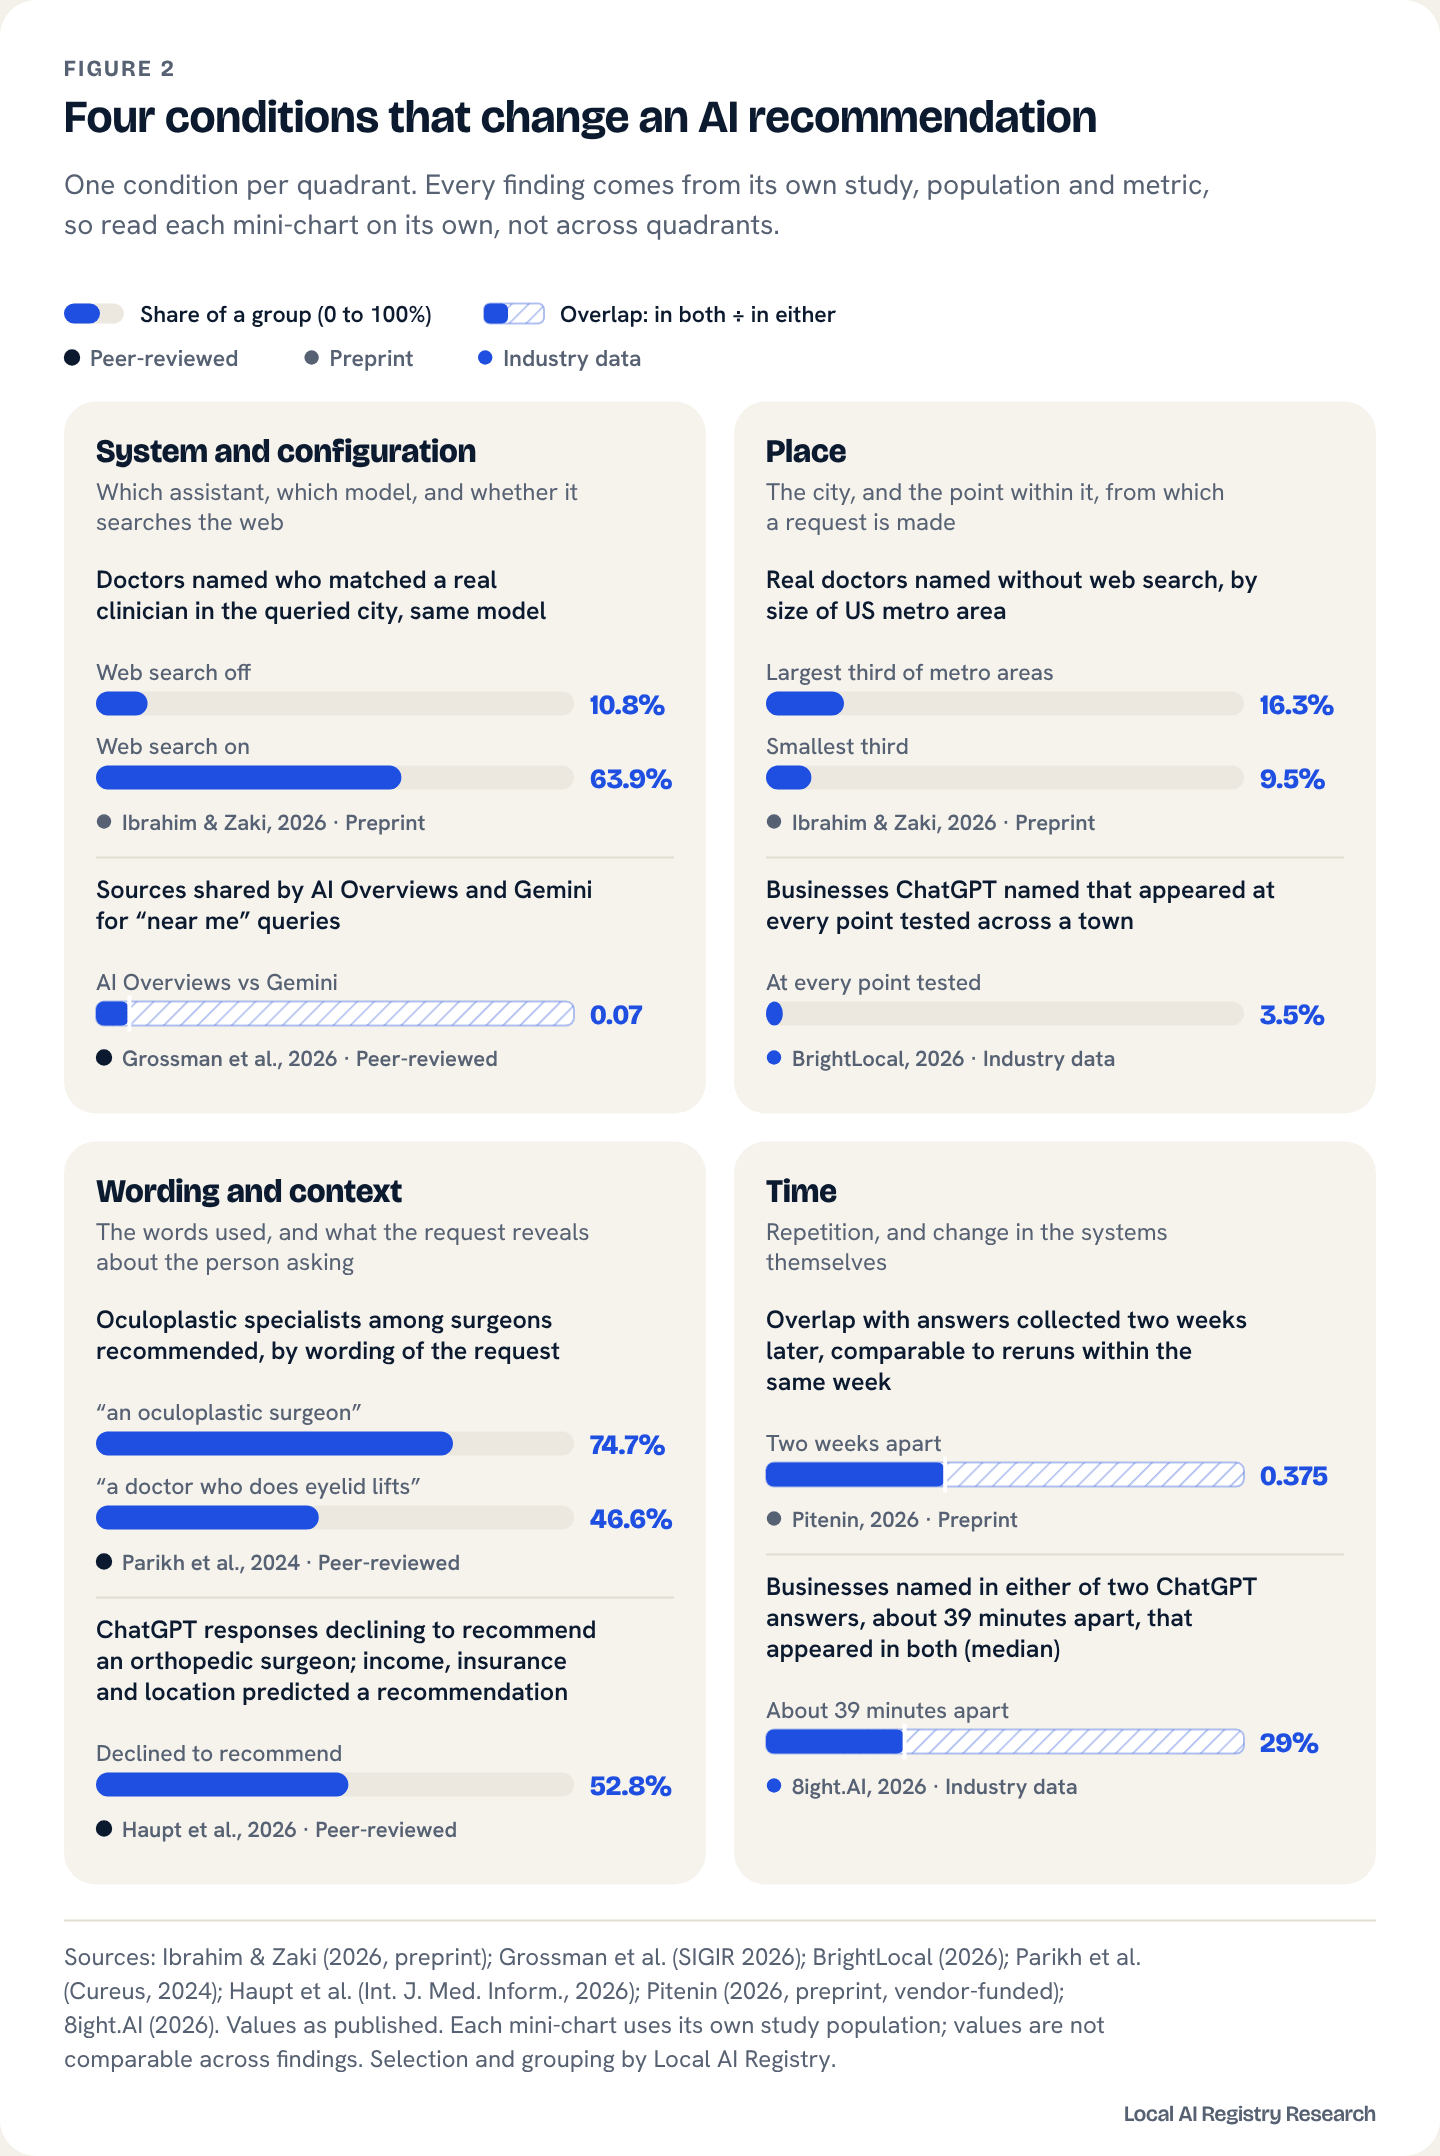 FIGURE 2
Four conditions that change an AI recommendation
One condition per quadrant. Every finding comes from its own study, population and metric,
so read each mini-chart on its own, not across quadrants.
Share of a group (0 to 100%)
Overlap: in both ÷ in either
Peer-reviewed
Preprint
Industry data
System and configuration
Which assistant, which model, and whether it
searches the web
Doctors named who matched a real
clinician in the queried city, same model
Web search off
10.8%
Web search on
63.9%
Ibrahim & Zaki, 2026 · Preprint
Sources shared by AI Overviews and Gemini
for “near me” queries
AI Overviews vs Gemini
0.07
Grossman et al., 2026 · Peer-reviewed
Place
The city, and the point within it, from which
a request is made
Real doctors named without web search, by
size of US metro area
Largest third of metro areas
16.3%
Smallest third
9.5%
Ibrahim & Zaki, 2026 · Preprint
Businesses ChatGPT named that appeared at
every point tested across a town
At every point tested
3.5%
BrightLocal, 2026 · Industry data
Wording and context
The words used, and what the request reveals
about the person asking
Oculoplastic specialists among surgeons
recommended, by wording of the request
“an oculoplastic surgeon”
74.7%
“a doctor who does eyelid lifts”
46.6%
Parikh et al., 2024 · Peer-reviewed
ChatGPT responses declining to recommend
an orthopedic surgeon; income, insurance
and location predicted a recommendation
Declined to recommend
52.8%
Haupt et al., 2026 · Peer-reviewed
Time
Repetition, and change in the systems
themselves
Overlap with answers collected two weeks
later, comparable to reruns within the
same week
Two weeks apart
0.375
Pitenin, 2026 · Preprint
Businesses named in either of two ChatGPT
answers, about 39 minutes apart, that
appeared in both (median)
About 39 minutes apart
29%
8ight.AI, 2026 · Industry data
Sources: Ibrahim & Zaki (2026, preprint); Grossman et al. (SIGIR 2026); BrightLocal (2026); Parikh et al.
(Cureus, 2024); Haupt et al. (Int. J. Med. Inform., 2026); Pitenin (2026, preprint, vendor-funded);
8ight.AI (2026). Values as published. Each mini-chart uses its own study population; values are not
comparable across findings. Selection and grouping by Local AI Registry.
Local AI Registry Research